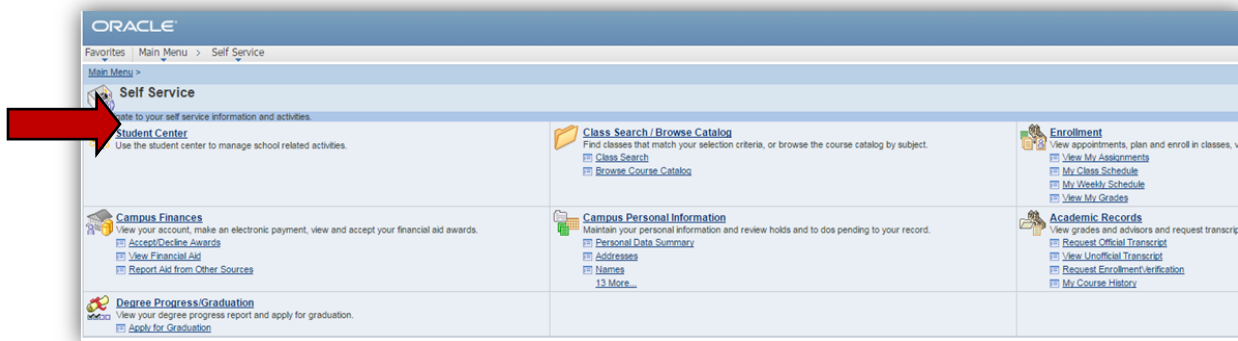 ORACLE
Favorites Main Menu > Self Service
Main Menu >
Self Service
to your self service information and activities.
Student Center
Use the student center to manage school related activities.
Class Search / Browse Catalog
Find classes that match your selection criteria, or browse the course catalog by subject.
Class Search
Browse Course Catalog
Enrollment
View appointments, plan and enroll in classes,
View My Assignments
My Class Schedule
My Weekly Schedule
View My Grades
Campus Finances
View your account, make an electronic payment, view and accept your financial aid awards.
Accept/Decline Awards
View Financial Aid
Report Aid from Other Sources
Campus Personal Information
Maintain your personal information and review holds and to dos pending to your record.
Personal Data Summary
Addresses
Names
13 More...
Academic Records
View grades and advisors and request
Request Official Transcript
View Unofficial Transcript
Request Enrollment Verification
My Course History
Degree Progress/Graduation
View your degree progress report and apply for graduation.
Apply for Graduation